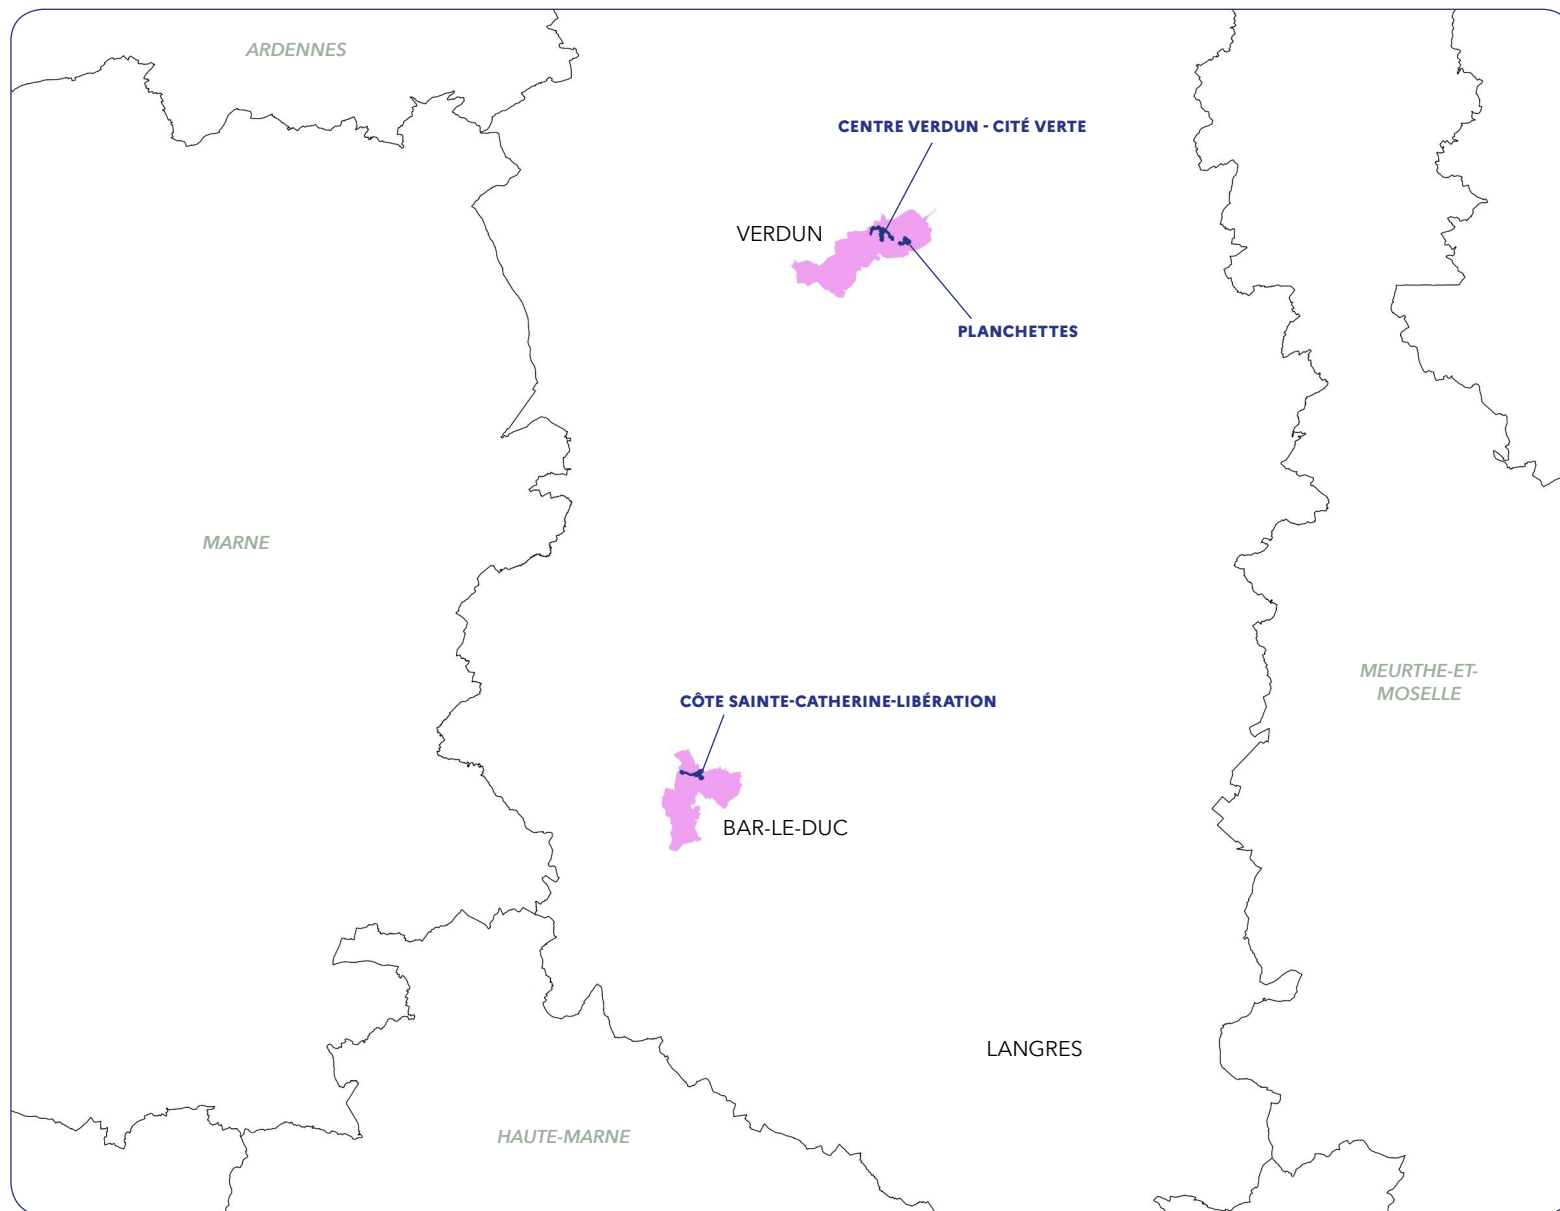 ARDENNES
CENTRE VERDUN - CITÉ VERTE
VERDUN
PLANCHETTES
MARNE
MEURTHE-ET-
MOSELLE
CÔTE SAINTE-CATHERINE-LIBÉRATION
BAR-LE-DUC
LANGRES
HAUTE-MARNE